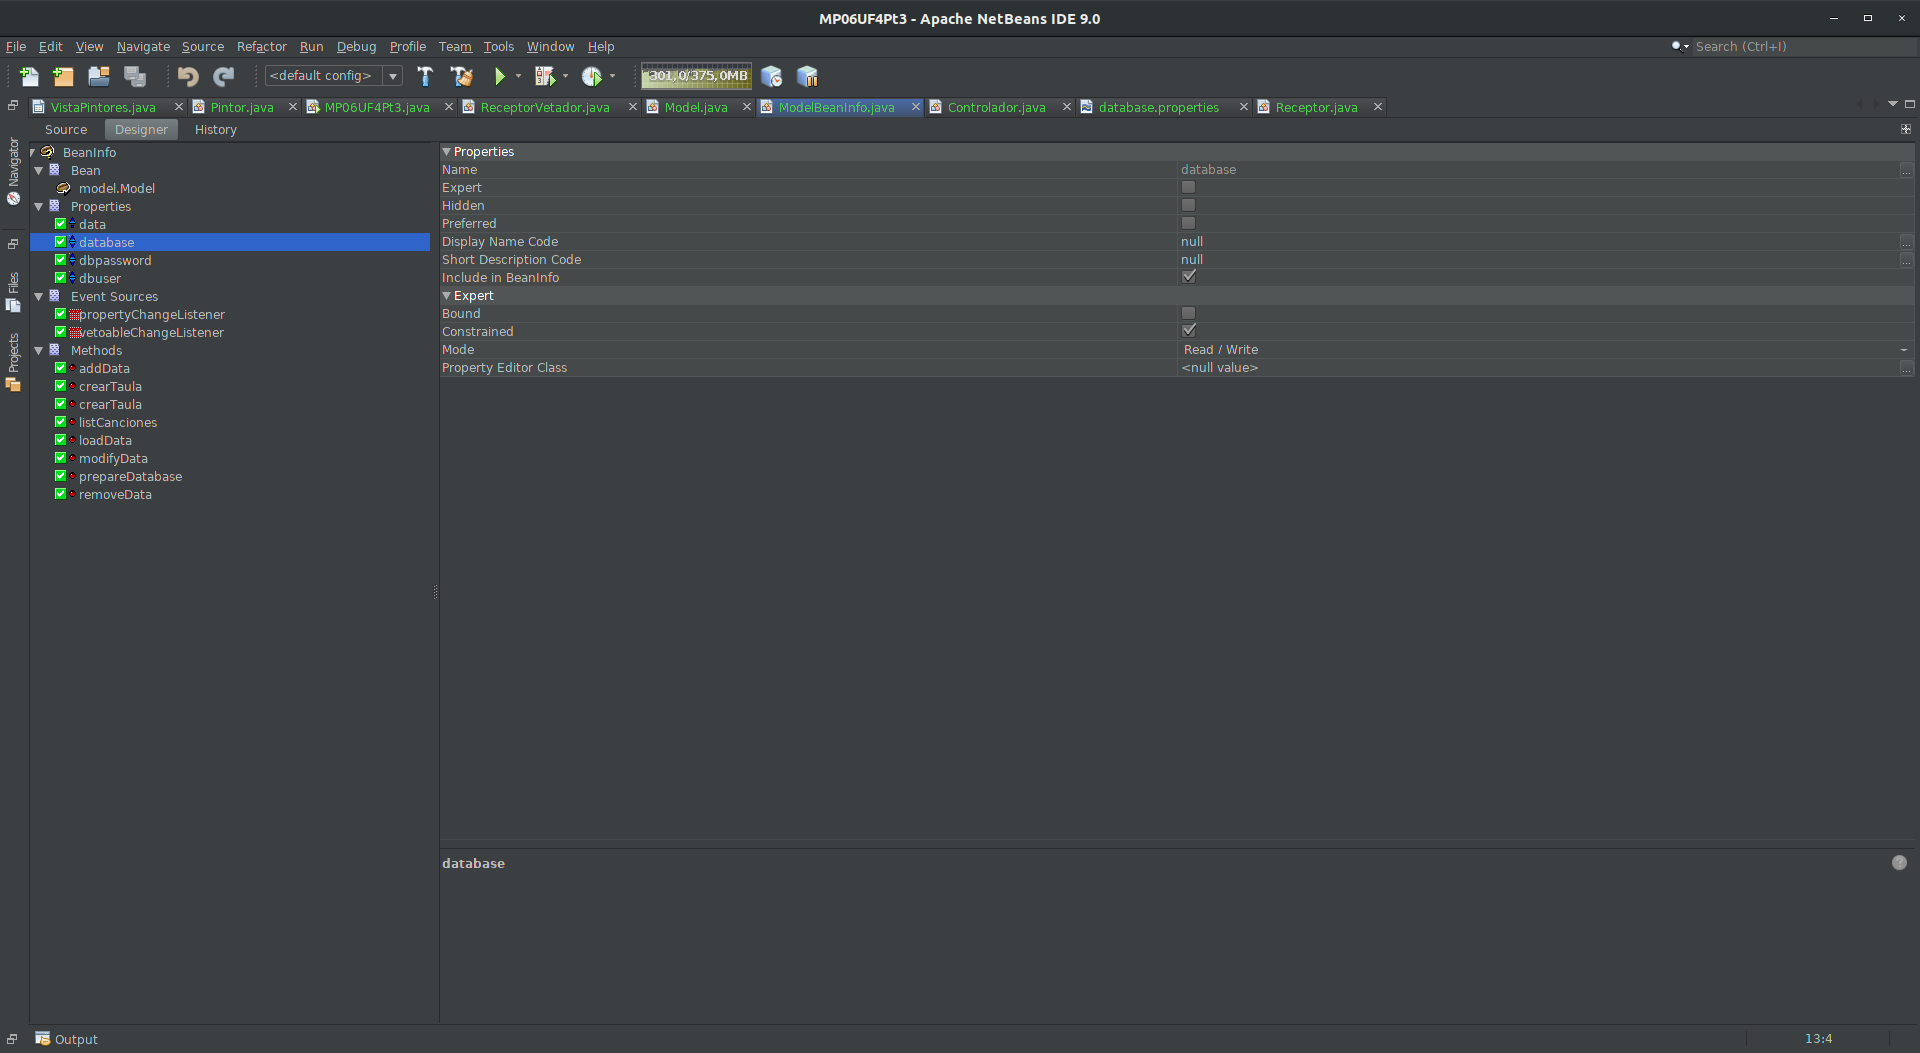 MP06UF4Pt3 - Apache NetBeans IDE 9.0
File Edit View Navigate Source Refactor Run Debug Profile Team Tools Window Help Search (Ctrl+I)
<default config> 301,0/375,0MB
VistaPintores.java Pintor.java MP06UF4Pt3.java ReceptorVetador.java Model.java ModelBeanInfo.java Controlador.java database.properties Receptor.java
Source Designer History
Navigator
Files
Projects
BeanInfo
Bean
model.Model
Properties
data
database
dbpassword
dbuser
Event Sources
propertyChangeListener
vetoableChangeListener
Methods
addData
crearTaula
crearTaula
listCanciones
loadData
modifyData
prepareDatabase
removeData
Properties
Name database ...
Expert
Hidden
Preferred
Display Name Code null ...
Short Description Code null ...
Include in BeanInfo
Expert
Bound
Constrained
Mode Read / Write
Property Editor Class <null value> ...
database ?
Output 13:4